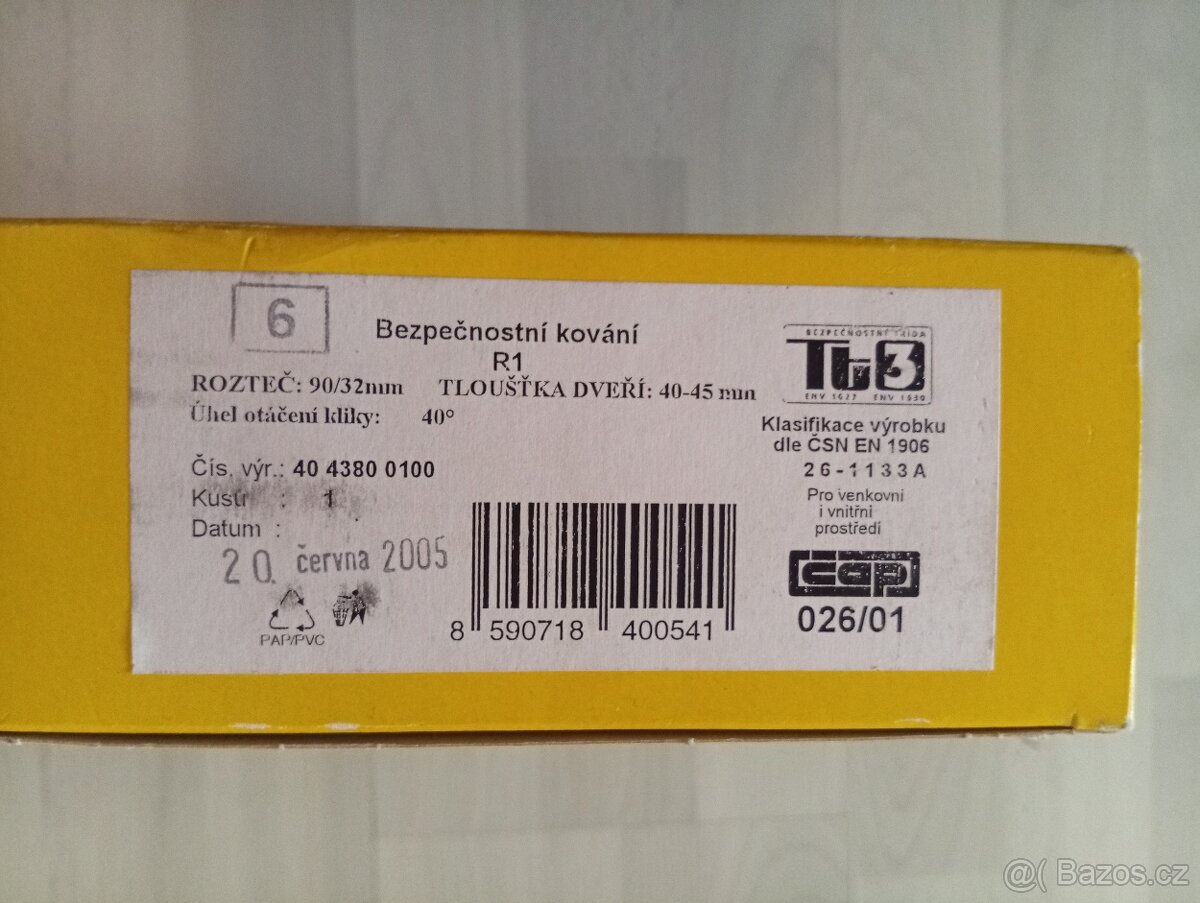 6
Bezpečnostní kování
R1
ROZTEČ: 90/32mm TLOUŠŤKA DVEŘÍ: 40-45 mm
Úhel otáčení kliky: 40°
Čís. výr.: 40 4380 0100
Kusů : 1
Datum :
20. června 2005
PAP/PVC
8 590718 400541
BEZPEČNOSTNÍ TŘÍDA
Tř 3
ENV 1627 ENV 1630
Klasifikace výrobku
dle ČSN EN 1906
26-1133A
Pro venkovní
i vnitřní
prostředí
cap
026/01
@( Bazos.cz